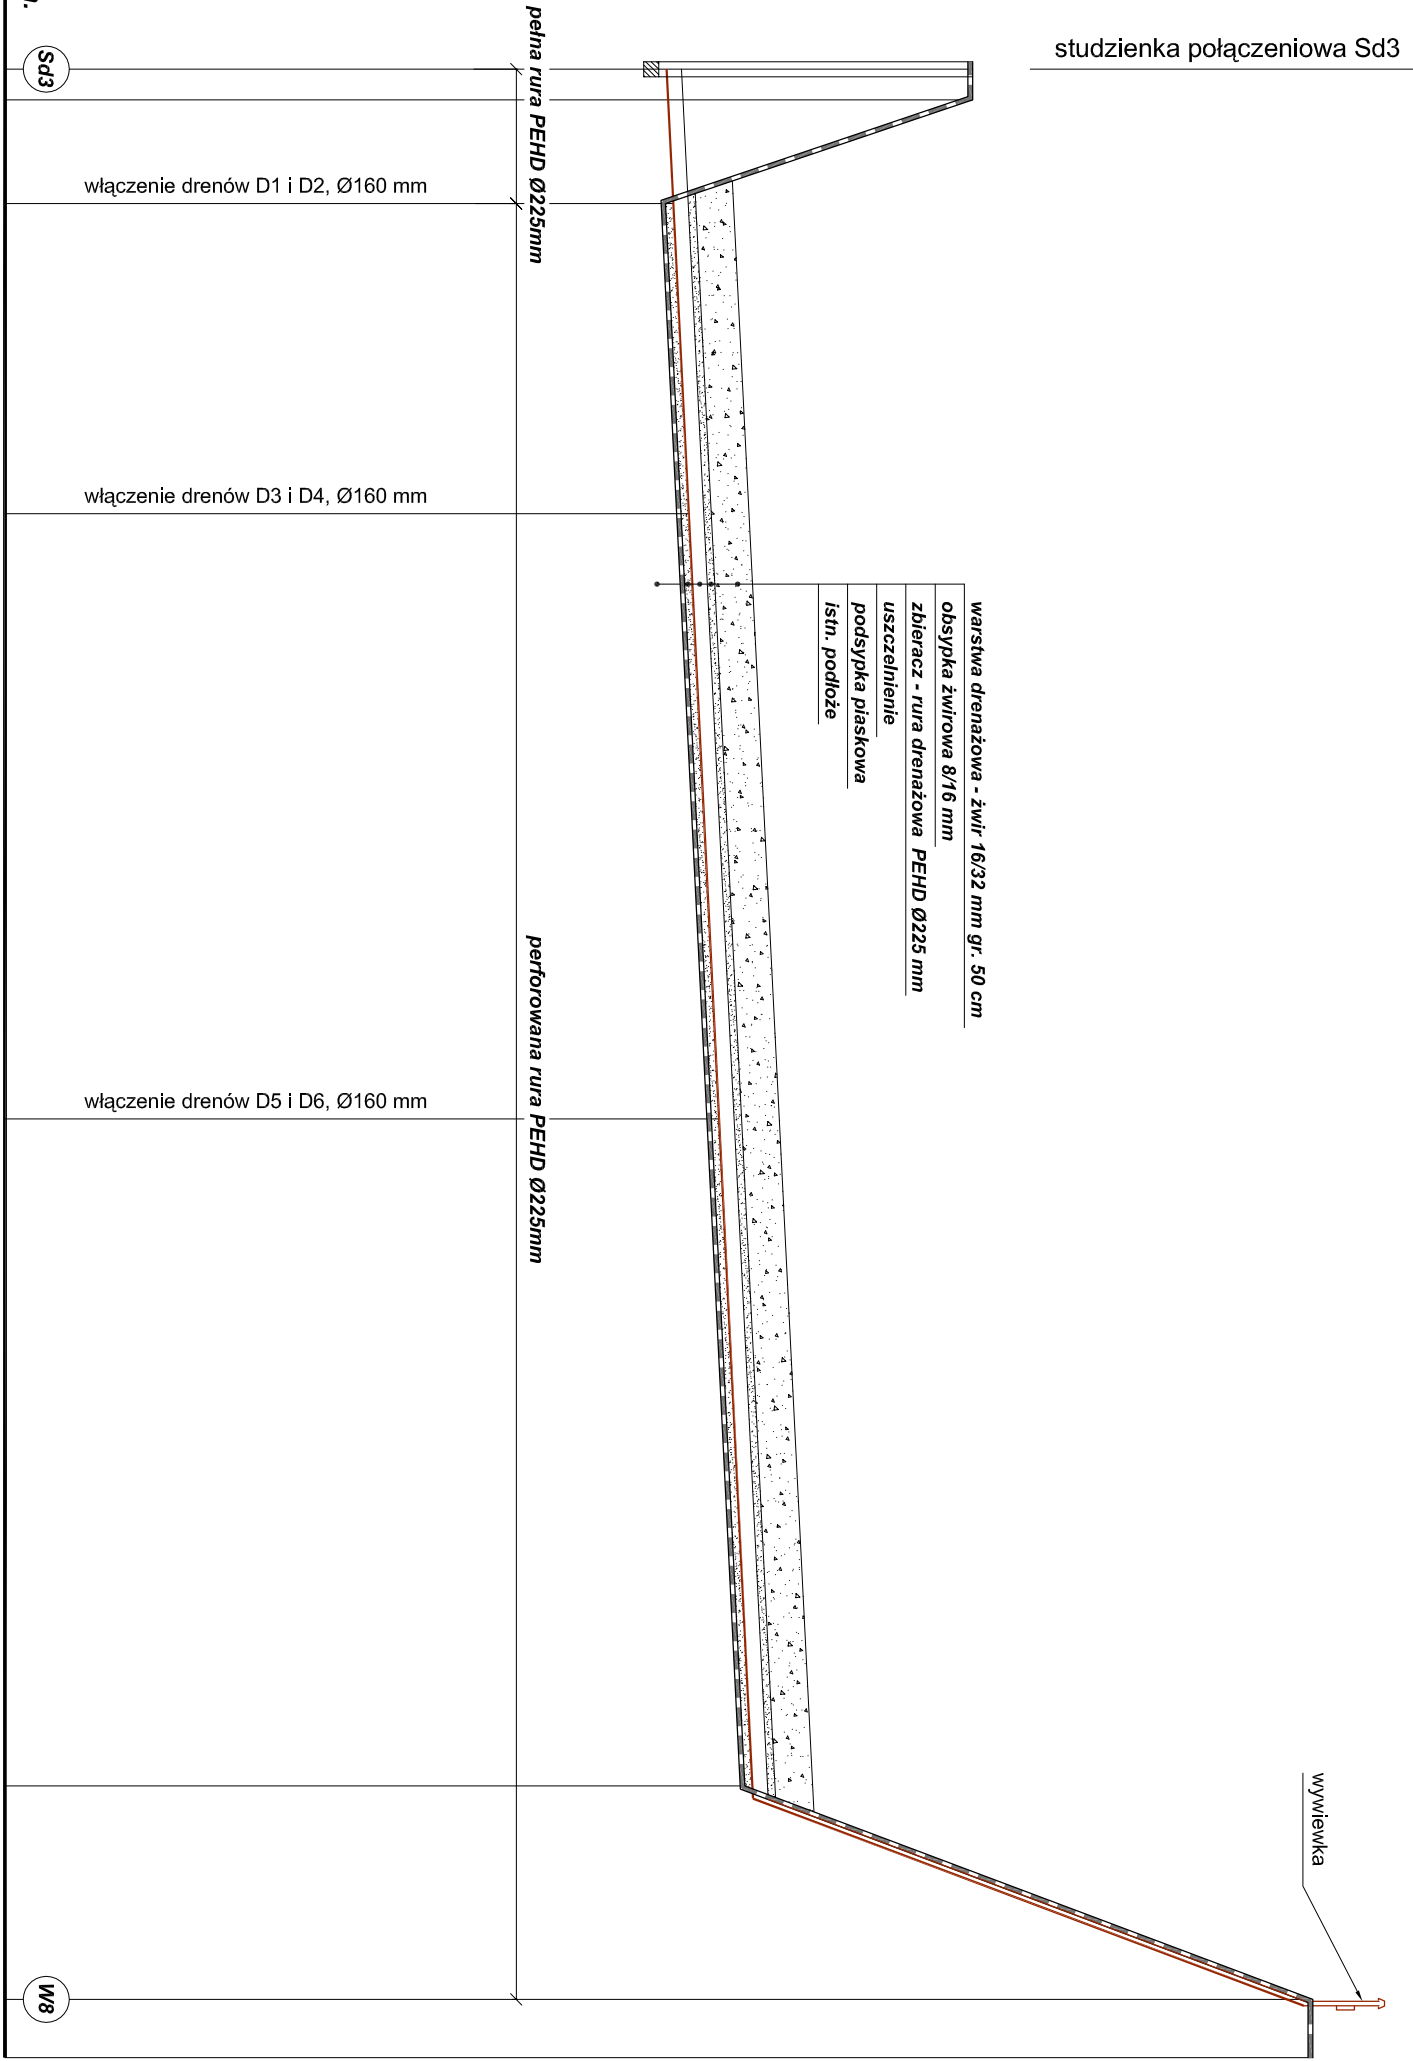 studzienka połączeniowa Sd3
Sd3
pełna rura PEHD Ø225mm
włączenie drenów D1 i D2, Ø160 mm
włączenie drenów D3 i D4, Ø160 mm
warstwa drenażowa - żwir 16/32 mm gr. 50 cm
obsypka żwirowa 8/16 mm
zbieracz - rura drenażowa PEHD Ø225 mm
uszczelnienie
podsypka piaskowa
istn. podłoże
perforowana rura PEHD Ø225mm
włączenie drenów D5 i D6, Ø160 mm
wywiewka
W8